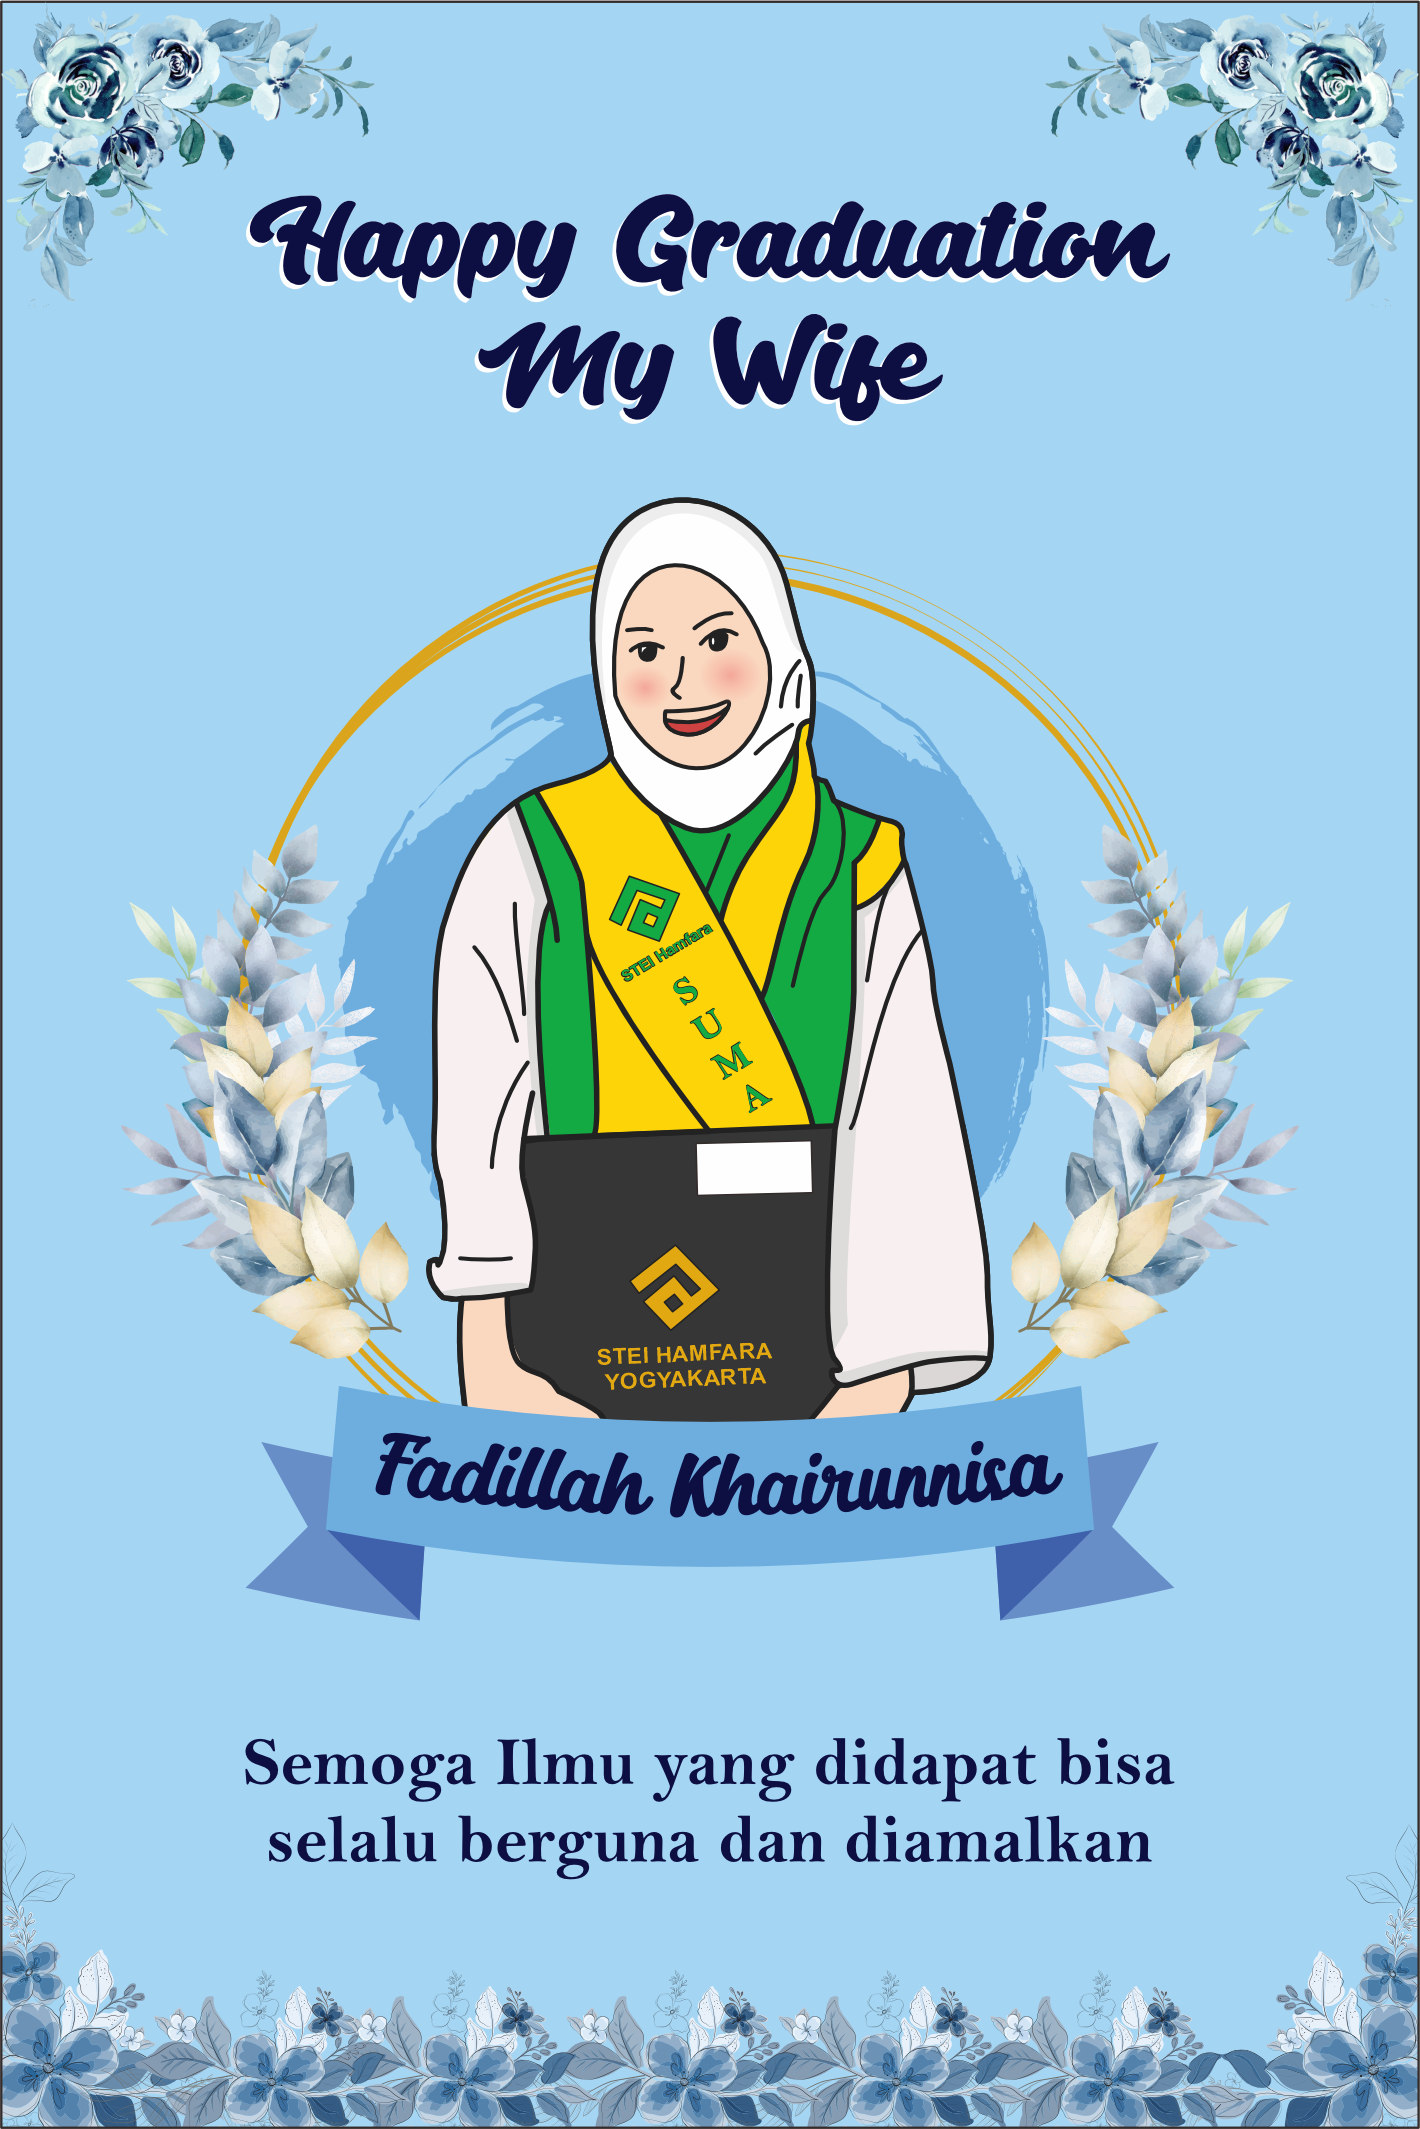 Happy Graduation
My Wife
STEI Hamfara
S
U
M
A
STEI HAMFARA
YOGYAKARTA
Fadillah Khairunnisa
Semoga Ilmu yang didapat bisa
selalu berguna dan diamalkan